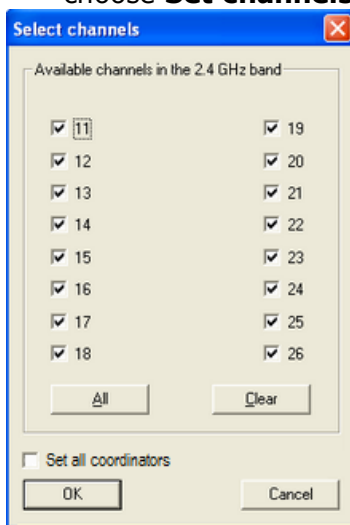 choose Set channels
Select channels
Available channels in the 2.4 GHz band
11 19
12 20
13 21
14 22
15 23
16 24
17 25
18 26
All Clear
Set all coordinators
OK Cancel